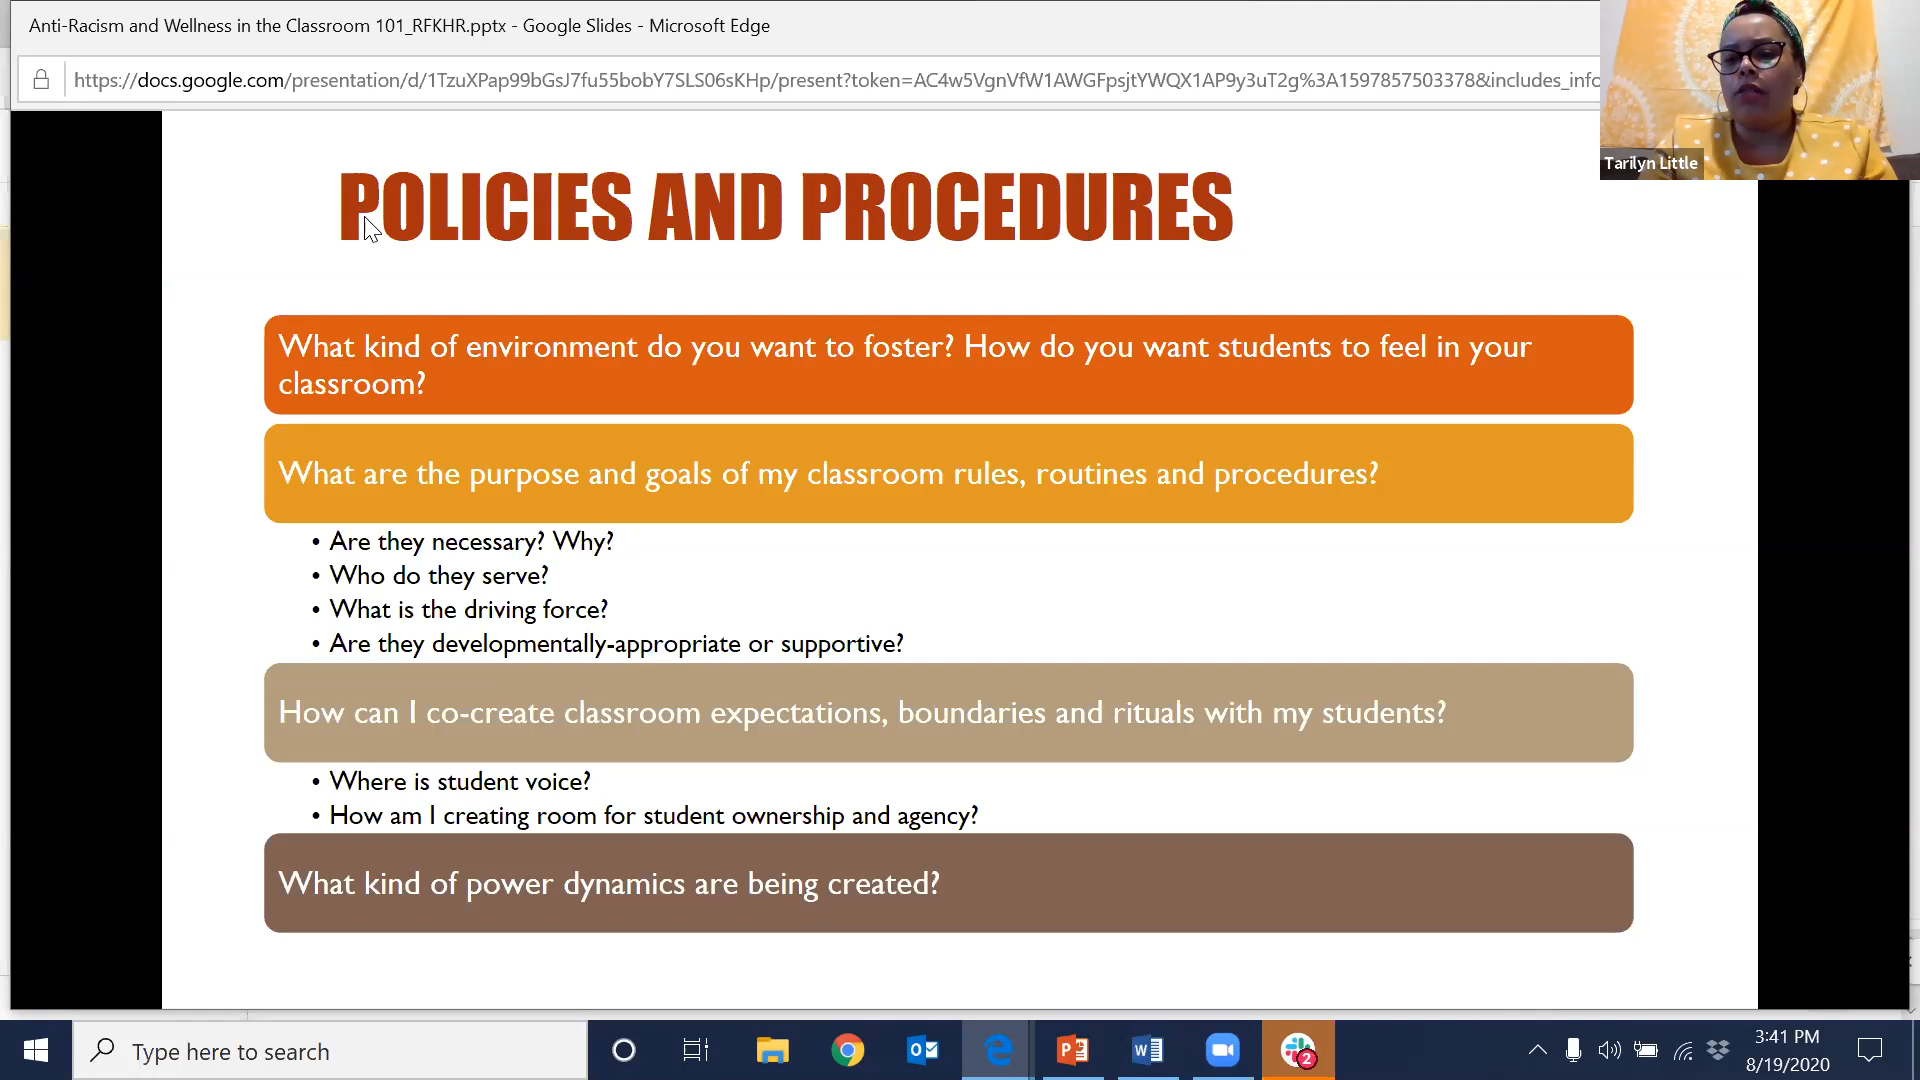 Anti-Racism and Wellness in the Classroom 101_RFKHR.pptx - Google Slides - Microsoft Edge
https://docs.google.com/presentation/d/1TzuXPap99bGsJ7fu55bobY7SLS06sKHp/present?token=AC4w5VgnVfW1AWGFpsjtYWQX1AP9y3uT2g%3A1597857503378&includes_info
Tarilyn Little
POLICIES AND PROCEDURES
What kind of environment do you want to foster? How do you want students to feel in your
classroom?
What are the purpose and goals of my classroom rules, routines and procedures?
• Are they necessary? Why?
• Who do they serve?
• What is the driving force?
• Are they developmentally-appropriate or supportive?
How can I co-create classroom expectations, boundaries and rituals with my students?
• Where is student voice?
• How am I creating room for student ownership and agency?
What kind of power dynamics are being created?
Type here to search
2
3:41 PM
8/19/2020